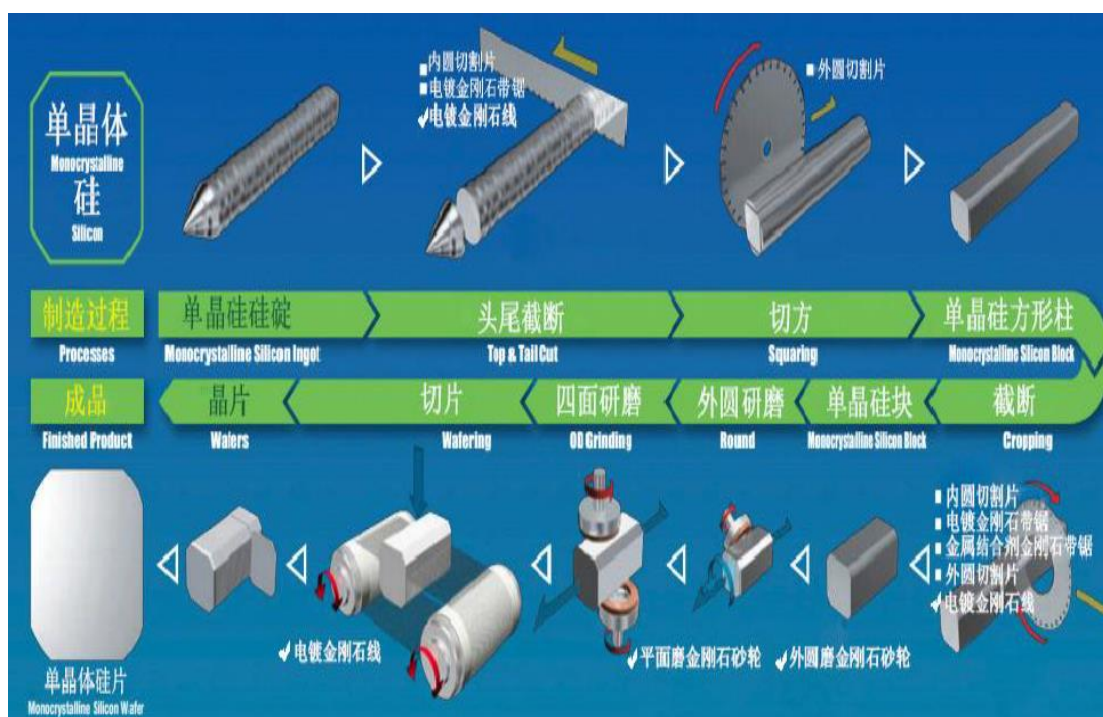 单晶体
Monocrystalline
硅
Silicon
■内圆切割片
■电镀金刚石带锯
✓电镀金刚石线
■外圆切割片
制造过程
Processes
单晶硅硅碇
Monocrystalline Silicon Ingot
头尾截断
Top & Tail Cut
切方
Squaring
单晶硅方形柱
Monocrystalline Silicon Block
成品
Finished Product
晶片
Wafers
切片
Wafering
四面研磨
OD Grinding
外圆研磨
Round
单晶硅块
Monocrystalline Silicon Block
截断
Cropping
■内圆切割片
■电镀金刚石带锯
■金属结合剂金刚石带锯
■外圆切割片
✓电镀金刚石线
✓电镀金刚石线
✓平面磨金刚石砂轮
✓外圆磨金刚石砂轮
单晶体硅片
Monocrystalline Silicon Wafer